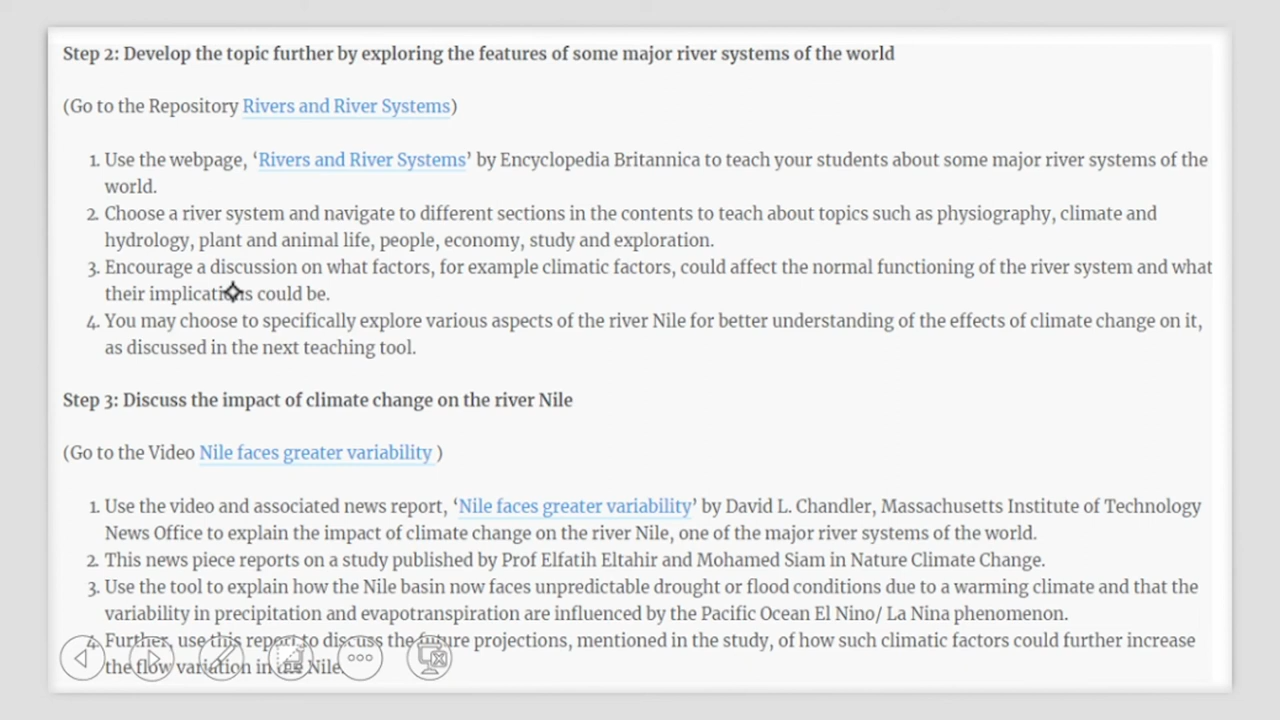 Step 2: Develop the topic further by exploring the features of some major river systems of the world
(Go to the Repository Rivers and River Systems)
1. Use the webpage, ‘Rivers and River Systems’ by Encyclopedia Britannica to teach your students about some major river systems of the
world.
2. Choose a river system and navigate to different sections in the contents to teach about topics such as physiography, climate and
hydrology, plant and animal life, people, economy, study and exploration.
3. Encourage a discussion on what factors, for example climatic factors, could affect the normal functioning of the river system and what
their implications could be.
4. You may choose to specifically explore various aspects of the river Nile for better understanding of the effects of climate change on it,
as discussed in the next teaching tool.
Step 3: Discuss the impact of climate change on the river Nile
(Go to the Video Nile faces greater variability )
1. Use the video and associated news report, ‘Nile faces greater variability’ by David L. Chandler, Massachusetts Institute of Technology
News Office to explain the impact of climate change on the river Nile, one of the major river systems of the world.
2. This news piece reports on a study published by Prof Elfatih Eltahir and Mohamed Siam in Nature Climate Change.
3. Use the tool to explain how the Nile basin now faces unpredictable drought or flood conditions due to a warming climate and that the
variability in precipitation and evapotranspiration are influenced by the Pacific Ocean El Nino/ La Nina phenomenon.
4. Further, use this report to discuss the future projections, mentioned in the study, of how such climatic factors could further increase
the flow variation in the Nile.